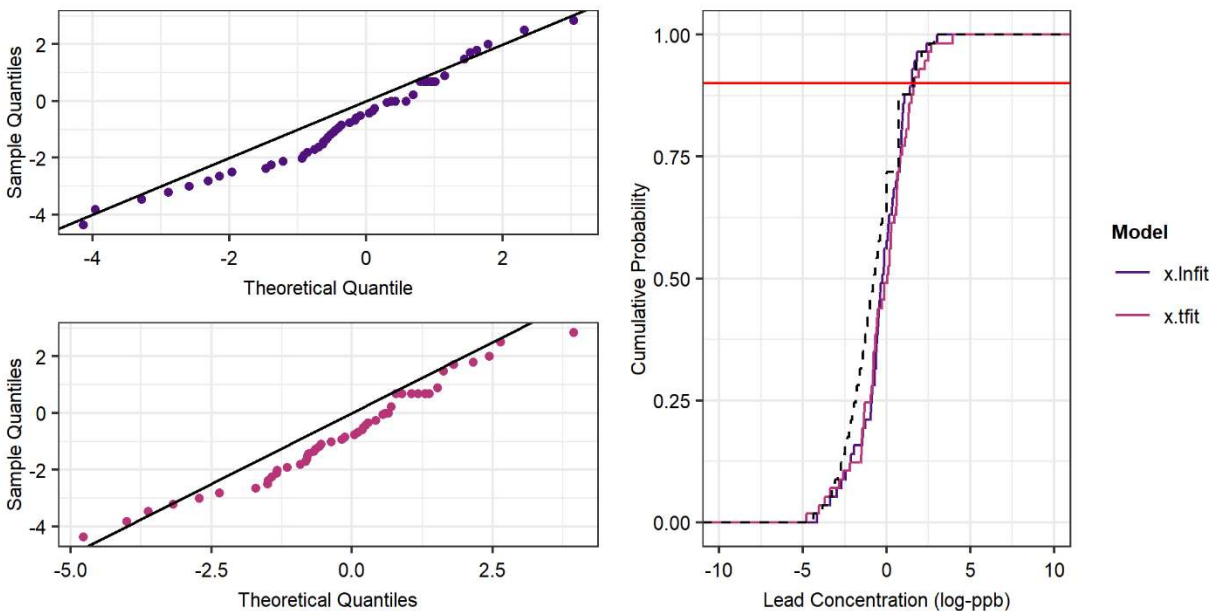 Sample Quantiles
2
0
-2
-4
-4
-2
0
2
Theoretical Quantile
Sample Quantiles
2
0
-2
-4
-5.0
-2.5
0.0
2.5
Theoretical Quantiles
Cumulative Probability
1.00
0.75
0.50
0.25
0.00
-10
-5
0
5
10
Lead Concentration (log-ppb)
Model
x.lnfit
x.tfit